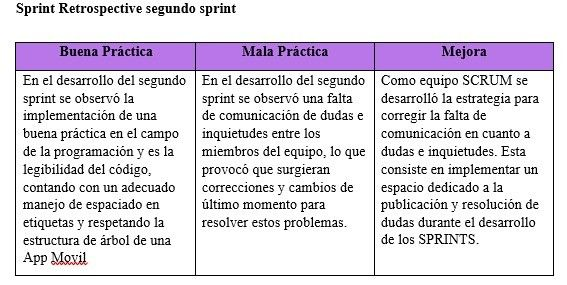 Sprint Retrospective segundo sprint
Buena Práctica
En el desarrollo del segundo
sprint se observó la
implementación de una
buena práctica en el campo
de la programación y es la
legibilidad del código,
contando con un adecuado
manejo de espaciado en
etiquetas y respetando la
estructura de árbol de una
App Movil
Mala Práctica
En el desarrollo del segundo
sprint se observó una falta
de comunicación de dudas e
inquietudes entre los
miembros del equipo, lo que
provocó que surgieran
correcciones y cambios de
último momento para
resolver estos problemas.
Mejora
Como equipo SCRUM se
desarrolló la estrategia para
corregir la falta de
comunicación en cuanto a
dudas e inquietudes. Esta
consiste en implementar un
espacio dedicado a la
publicación y resolución de
dudas durante el desarrollo
de los SPRINTS.